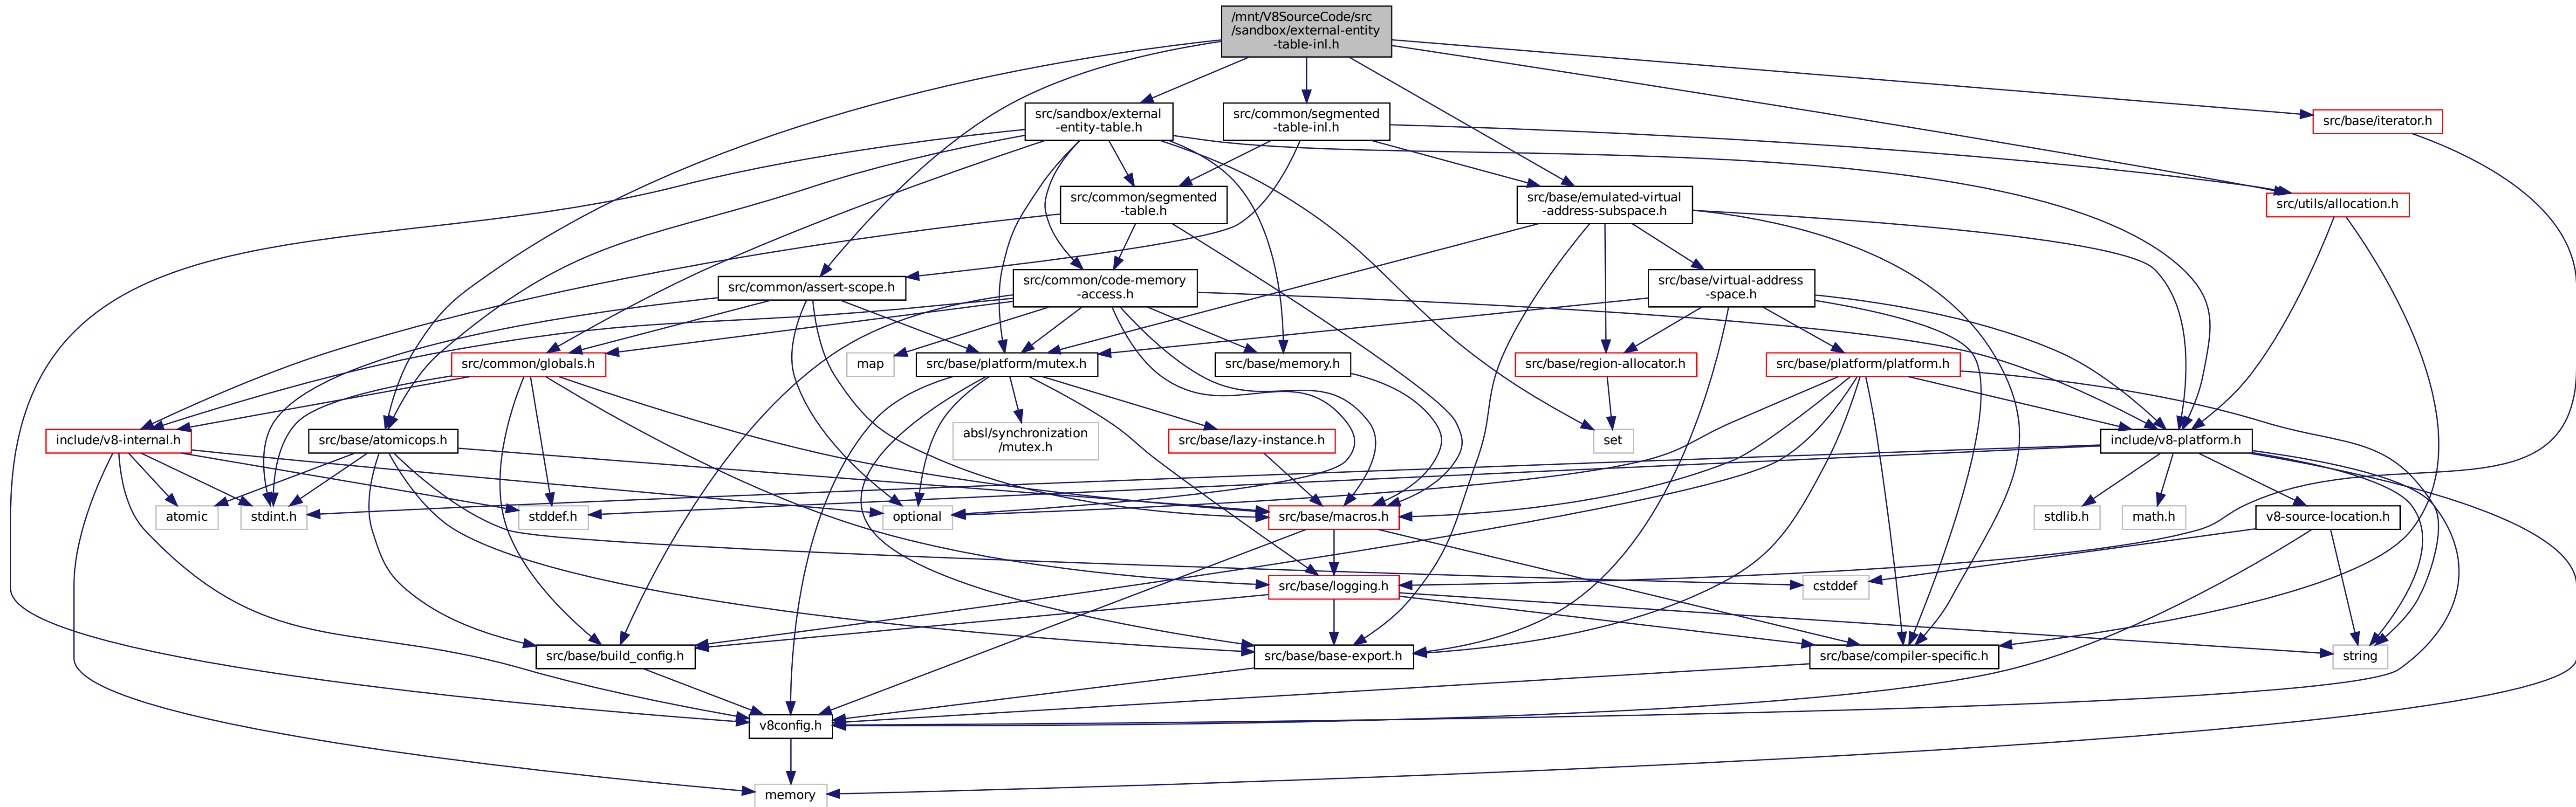 /mnt/V8SourceCode/src
/sandbox/external-entity
-table-inl.h
src/sandbox/external
-entity-table.h
src/common/segmented
-table-inl.h
src/base/iterator.h
src/common/segmented
-table.h
src/base/emulated-virtual
-address-subspace.h
src/utils/allocation.h
src/common/assert-scope.h
src/common/code-memory
-access.h
src/base/virtual-address
-space.h
src/common/globals.h
map
src/base/platform/mutex.h
src/base/memory.h
src/base/region-allocator.h
src/base/platform/platform.h
include/v8-internal.h
src/base/atomicops.h
absl/synchronization
/mutex.h
src/base/lazy-instance.h
set
include/v8-platform.h
atomic
stdint.h
stddef.h
optional
src/base/macros.h
stdlib.h
math.h
v8-source-location.h
src/base/logging.h
cstddef
src/base/build_config.h
src/base/base-export.h
src/base/compiler-specific.h
string
v8config.h
memory